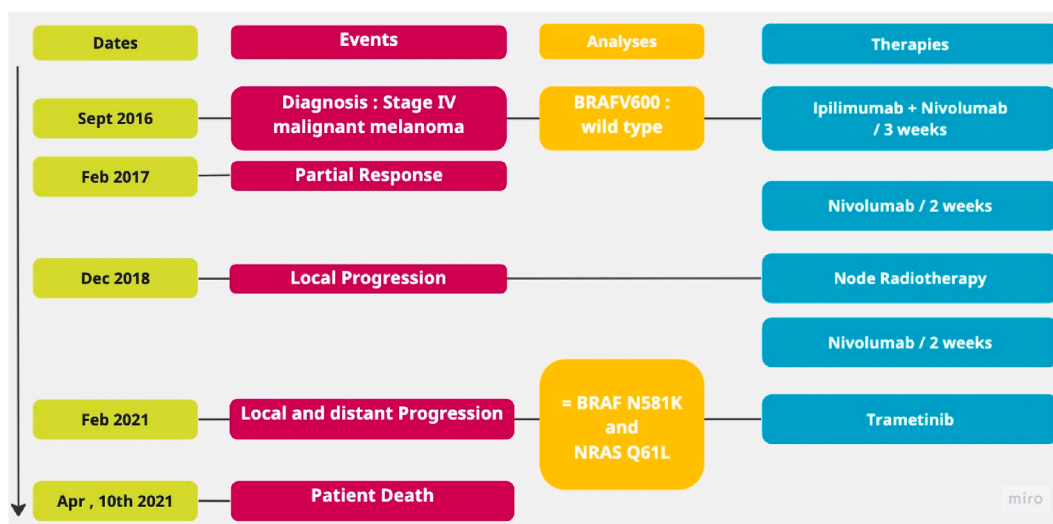 Dates
Events
Analyses
Therapies
Sept 2016
Diagnosis : Stage IV
malignant melanoma
BRAFV600 :
wild type
Ipilimumab + Nivolumab
/ 3 weeks
Feb 2017
Partial Response
Nivolumab / 2 weeks
Dec 2018
Local Progression
Node Radiotherapy
Nivolumab / 2 weeks
Feb 2021
Local and distant Progression
= BRAF N581K
and
NRAS Q61L
Trametinib
Apr , 10th 2021
Patient Death
miro